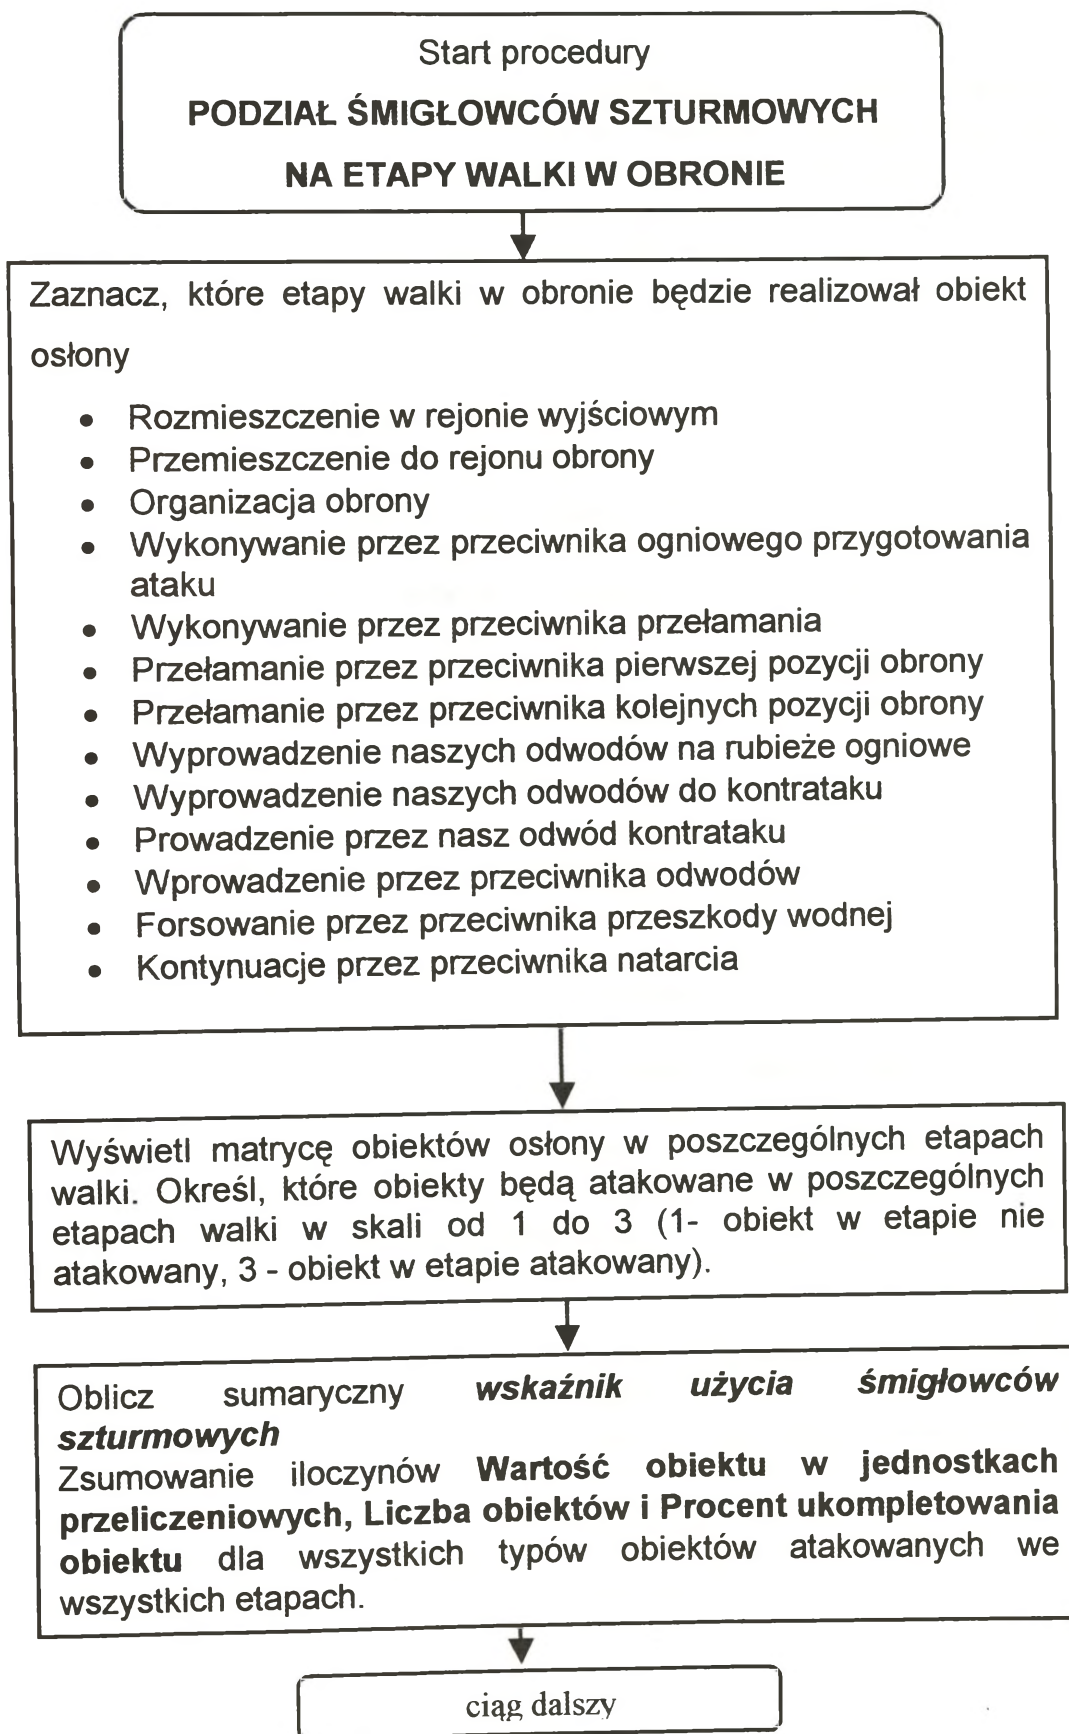 Start procedury
PODZIAŁ ŚMIGŁOWCÓW SZTURMOWYCH
NA ETAPY WALKI W OBRONIE
Zaznacz, które etapy walki w obronie będzie realizował obiekt
osłony
• Rozmieszczenie w rejonie wyjściowym
• Przemieszczenie do rejonu obrony
• Organizacja obrony
• Wykonywanie przez przeciwnika ogniowego przygotowania
ataku
• Wykonywanie przez przeciwnika przełamania
• Przełamanie przez przeciwnika pierwszej pozycji obrony
• Przełamanie przez przeciwnika kolejnych pozycji obrony
• Wyprowadzenie naszych odwodów na rubieże ogniowe
• Wyprowadzenie naszych odwodów do kontrataku
• Prowadzenie przez nasz odwód kontrataku
• Wprowadzenie przez przeciwnika odwodów
• Forsowanie przez przeciwnika przeszkody wodnej
• Kontynuacje przez przeciwnika natarcia
Wyświetl matrycę obiektów osłony w poszczególnych etapach
walki. Określ, które obiekty będą atakowane w poszczególnych
etapach walki w skali od 1 do 3 (1- obiekt w etapie nie
atakowany, 3 - obiekt w etapie atakowany).
Oblicz sumaryczny wskaźnik użycia śmigłowców
szturmowych
Zsumowanie iloczynów Wartość obiektu w jednostkach
przeliczeniowych, Liczba obiektów i Procent ukompletowania
obiektu dla wszystkich typów obiektów atakowanych we
wszystkich etapach.
ciąg dalszy